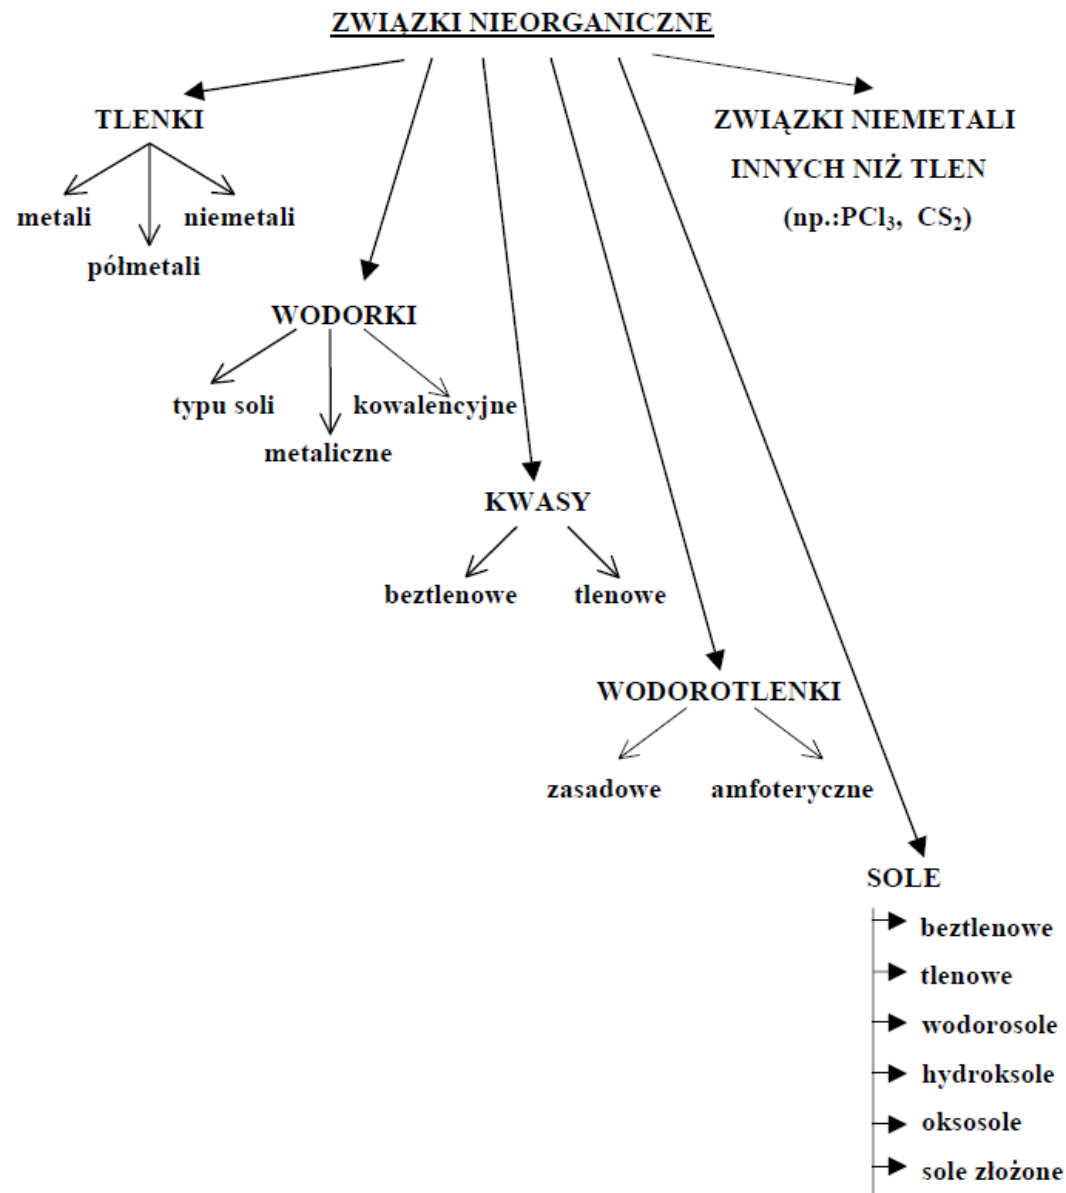 ZWIĄZKI NIEORGANICZNE
TLENKI
metali
niemetali
półmetali
ZWIĄZKI NIEMETALI
INNYCH NIŻ TLEN
(np.:PCl₃, CS₂)
WODORKI
typu soli
kowalencyjne
metaliczne
KWASY
beztlenowe
tlenowe
WODOROTLENKI
zasadowe
amfoteryczne
SOLE
beztlenowe
tlenowe
wodorosole
hydroksole
oksosole
sole złożone